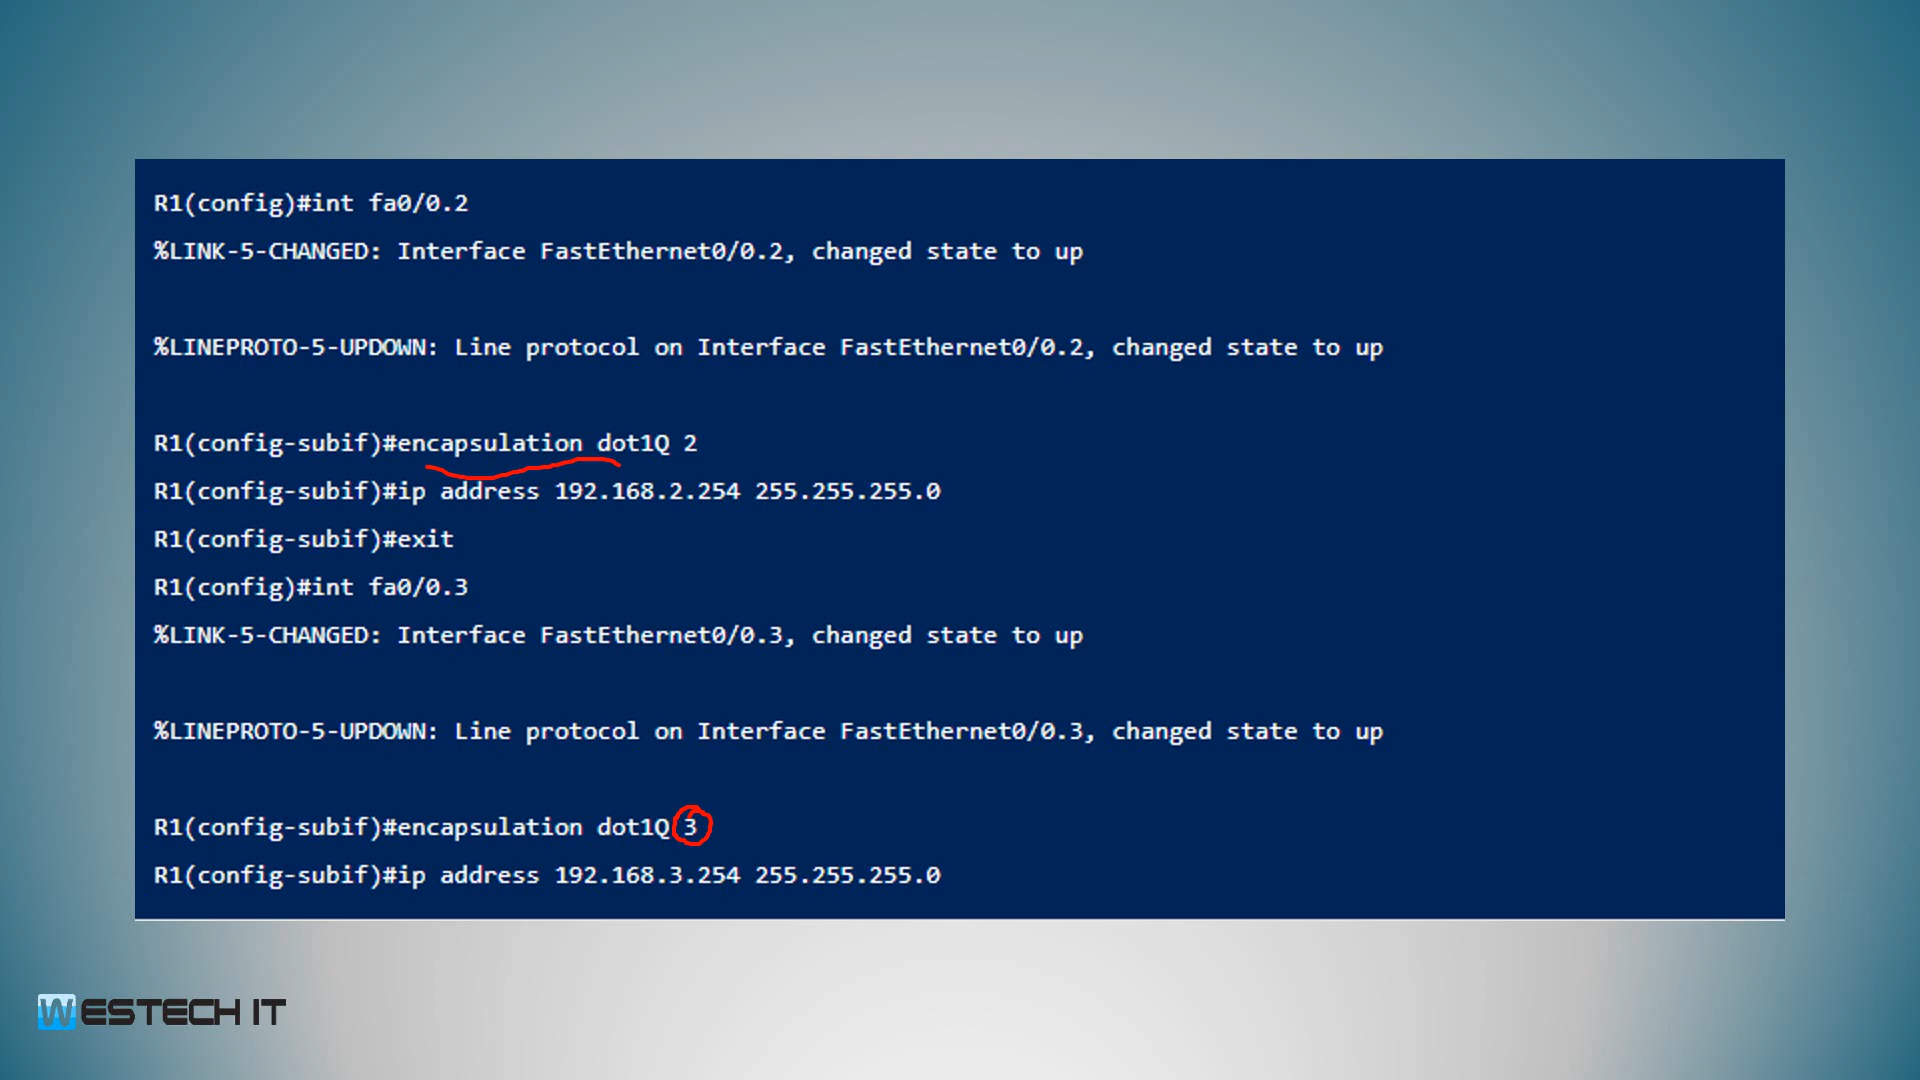 R1(config)#int fa0/0.2
%LINK-5-CHANGED: Interface FastEthernet0/0.2, changed state to up
%LINEPROTO-5-UPDOWN: Line protocol on Interface FastEthernet0/0.2, changed state to up
R1(config-subif)#encapsulation dot1Q 2
R1(config-subif)#ip address 192.168.2.254 255.255.255.0
R1(config-subif)#exit
R1(config)#int fa0/0.3
%LINK-5-CHANGED: Interface FastEthernet0/0.3, changed state to up
%LINEPROTO-5-UPDOWN: Line protocol on Interface FastEthernet0/0.3, changed state to up
R1(config-subif)#encapsulation dot1Q 3
R1(config-subif)#ip address 192.168.3.254 255.255.255.0
WESTECH IT